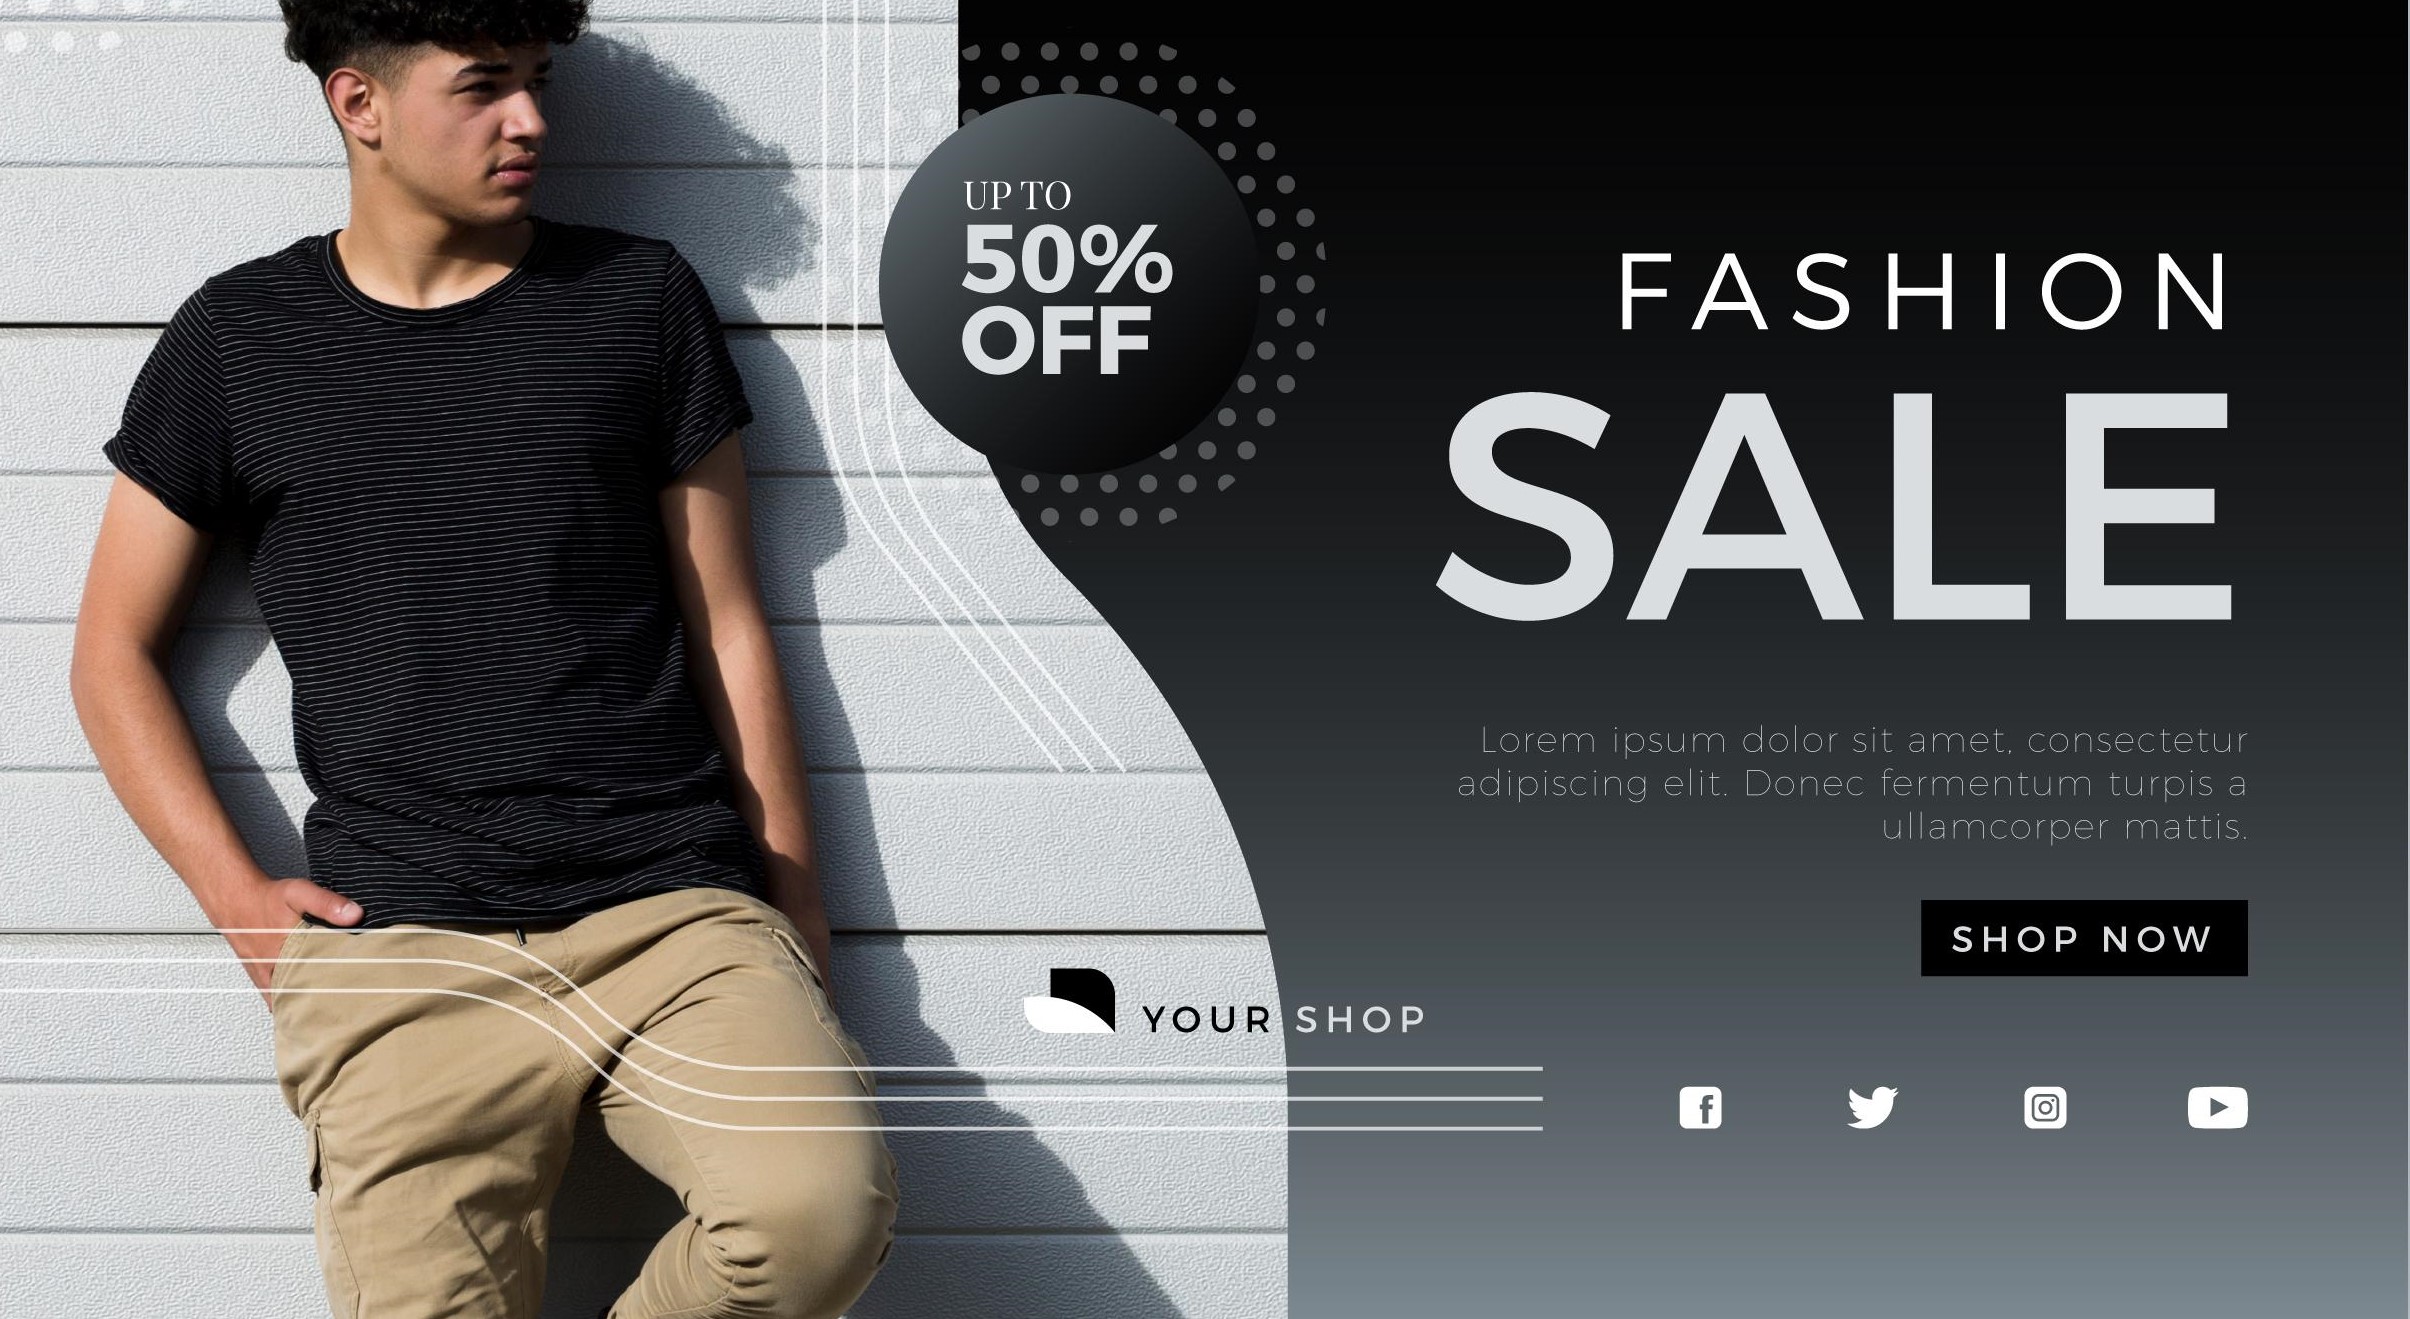 UP TO
50%
OFF
FASHION
SALE
Lorem ipsum dolor sit amet, consectetur
adipiscing elit. Donec fermentum turpis a
ullamcorper mattis.
SHOP NOW
YOUR SHOP